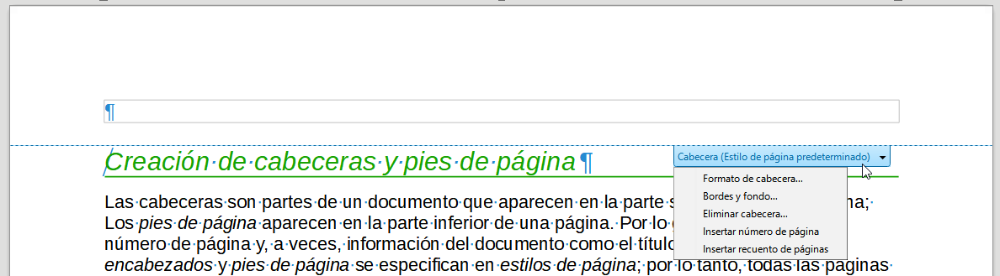 ¶
Creación de cabeceras y pies de página¶
Cabecera (Estilo de página predeterminado)
Formato de cabecera...
Bordes y fondo...
Eliminar cabecera...
Insertar número de página
Insertar recuento de páginas
Las cabeceras son partes de un documento que aparecen en la parte
Los pies de página aparecen en la parte inferior de una página. Por lo
número de página y, a veces, información del documento como el título
encabezados y pies de página se especifican en estilos de página; por lo tanto, todas las páginas